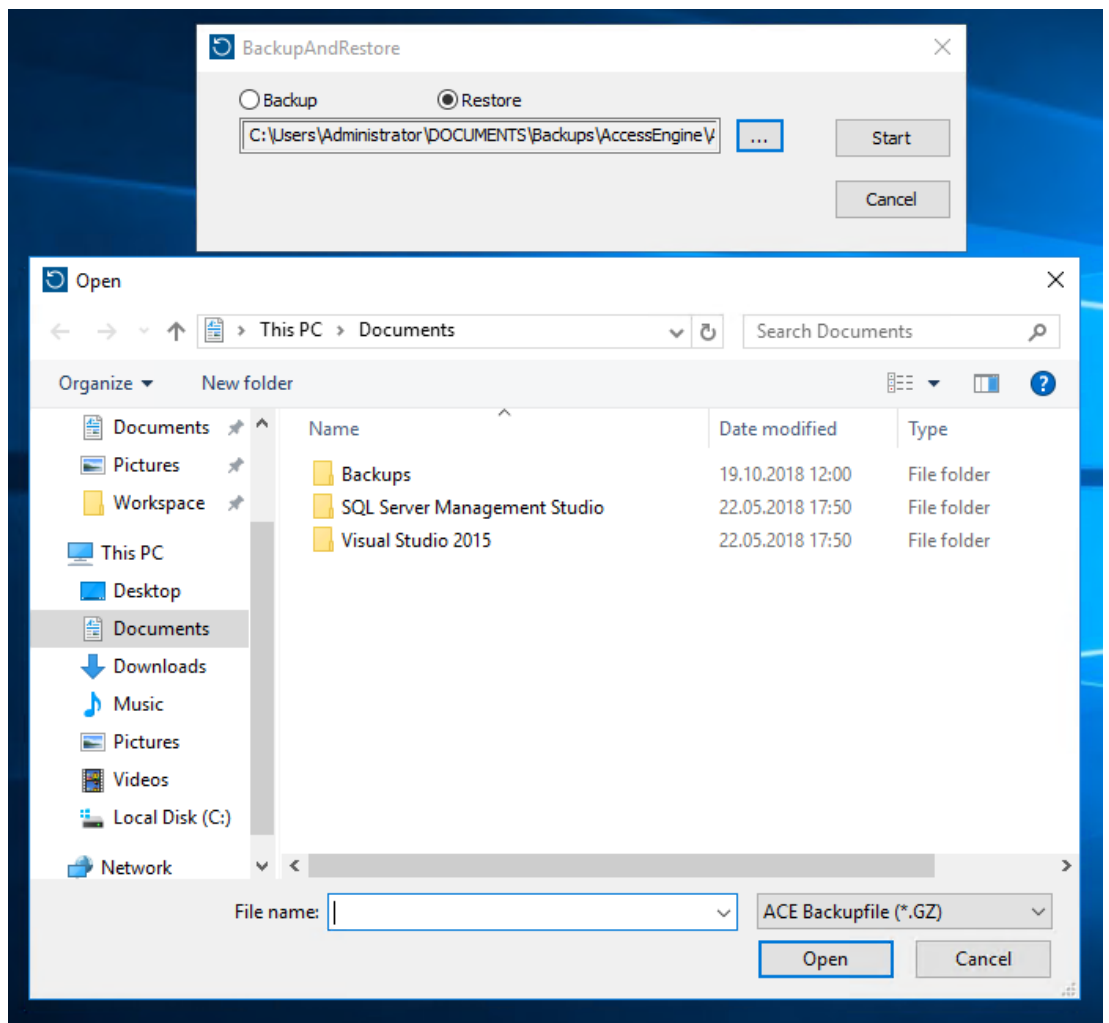 BackupAndRestore
Backup Restore
C:\Users\Administrator\DOCUMENTS\Backups\AccessEngine\ ... Start
Cancel
Open
This PC > Documents Search Documents
Organize New folder ?
Documents Name Date modified Type
Pictures Backups 19.10.2018 12:00 File folder
Workspace SQL Server Management Studio 22.05.2018 17:50 File folder
This PC Visual Studio 2015 22.05.2018 17:50 File folder
Desktop
Documents
Downloads
Music
Pictures
Videos
Local Disk (C:)
Network
File name: ACE Backupfile (*.GZ)
Open Cancel